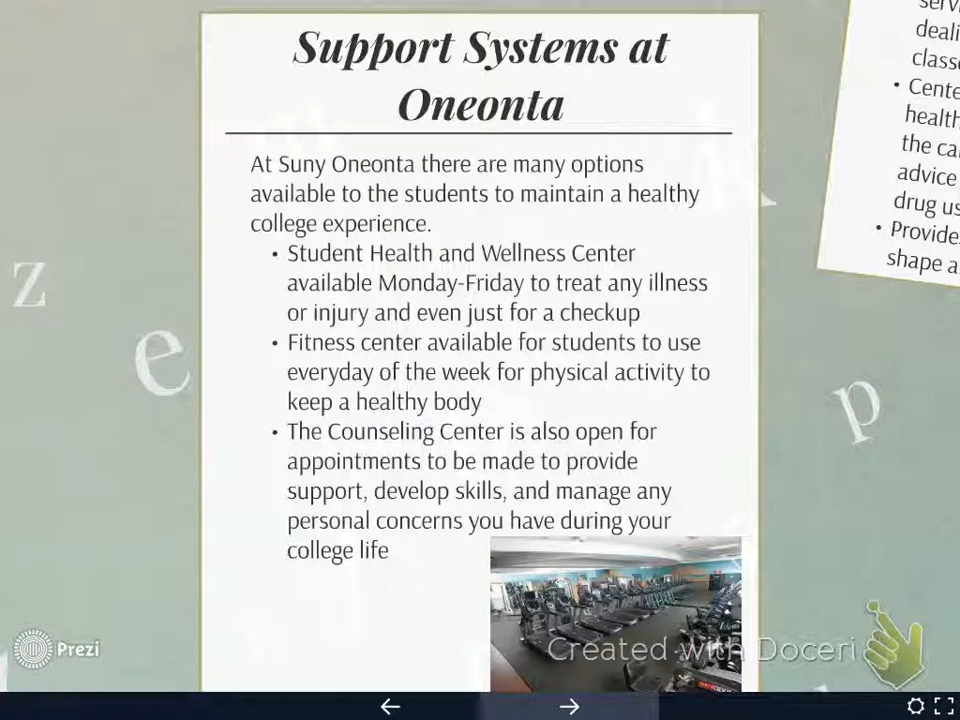 Support Systems at
Oneonta
At Suny Oneonta there are many options
available to the students to maintain a healthy
college experience.
• Student Health and Wellness Center
available Monday-Friday to treat any illness
or injury and even just for a checkup
• Fitness center available for students to use
everyday of the week for physical activity to
keep a healthy body
• The Counseling Center is also open for
appointments to be made to provide
support, develop skills, and manage any
personal concerns you have during your
college life
• 
health
advice
shape
z
e
p
Prezi
Created with Doceri